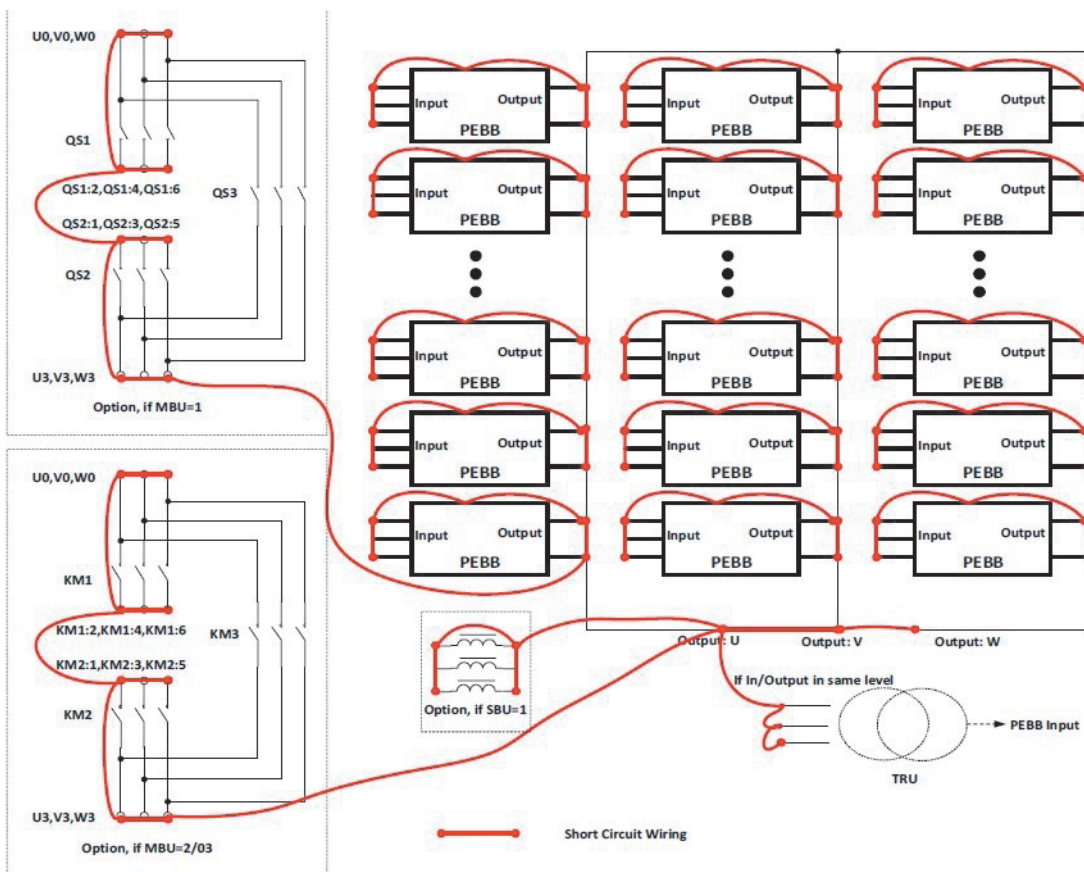 U0,V0,W0
QS1
QS1:2,QS1:4,QS1:6
QS3
QS2:1,QS2:3,QS2:5
QS2
U3,V3,W3
Option, if MBU=1
U0,V0,W0
KM1
KM1:2,KM1:4,KM1:6
KM3
KM2:1,KM2:3,KM2:5
KM2
U3,V3,W3
Option, if MBU=2/03
Input Output
PEBB
Input Output
PEBB
Input Output
PEBB
Input Output
PEBB
Input Output
PEBB
Input Output
PEBB
Input Output
PEBB
Input Output
PEBB
Input Output
PEBB
Input Output
PEBB
Input Output
PEBB
Input Output
PEBB
Input Output
PEBB
Input Output
PEBB
Input Output
PEBB
Option, if SBU=1
Output: U
Output: V
Output: W
If In/Output in same level
PEBB Input
TRU
Short Circuit Wiring